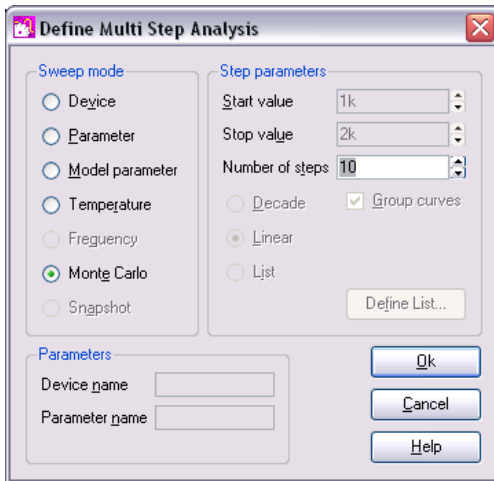 Define Multi Step Analysis
Sweep mode
Device
Parameter
Model parameter
Temperature
Frequency
Monte Carlo
Snapshot
Step parameters
Start value 1k
Stop value 2k
Number of steps 10
Decade
Group curves
Linear
List
Define List...
Parameters
Device name
Parameter name
Ok
Cancel
Help